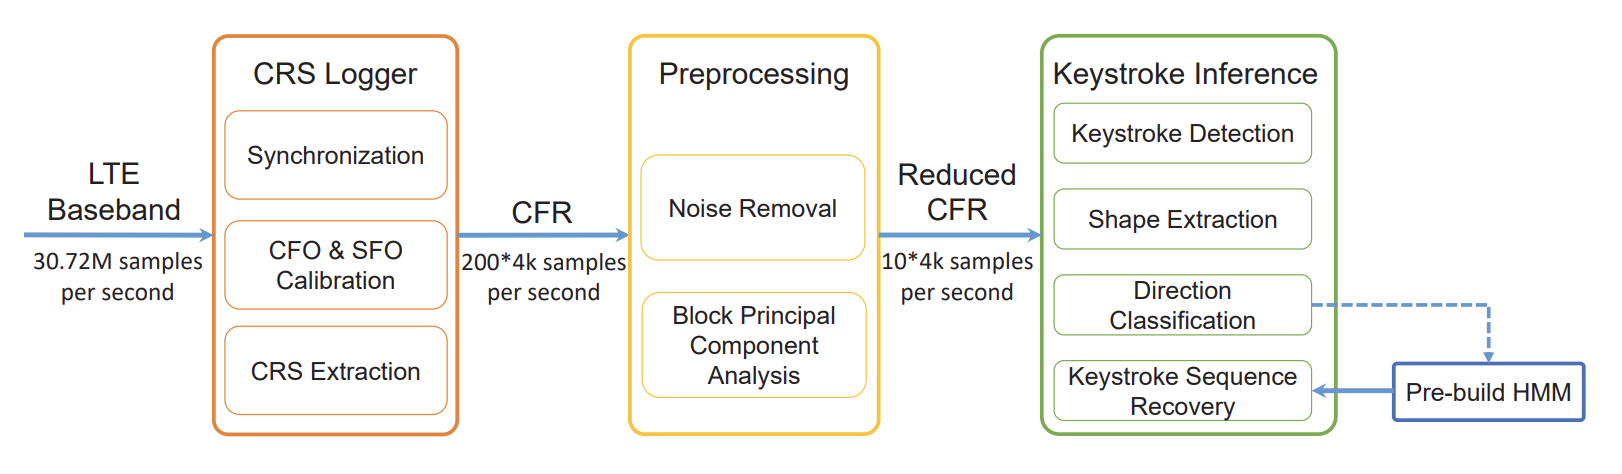 LTE
Baseband
30.72M samples
per second
CRS Logger
Synchronization
CFO & SFO
Calibration
CRS Extraction
CFR
200*4k samples
per second
Preprocessing
Noise Removal
Block Principal
Component
Analysis
Reduced
CFR
10*4k samples
per second
Keystroke Inference
Keystroke Detection
Shape Extraction
Direction
Classification
Keystroke Sequence
Recovery
Pre-build HMM